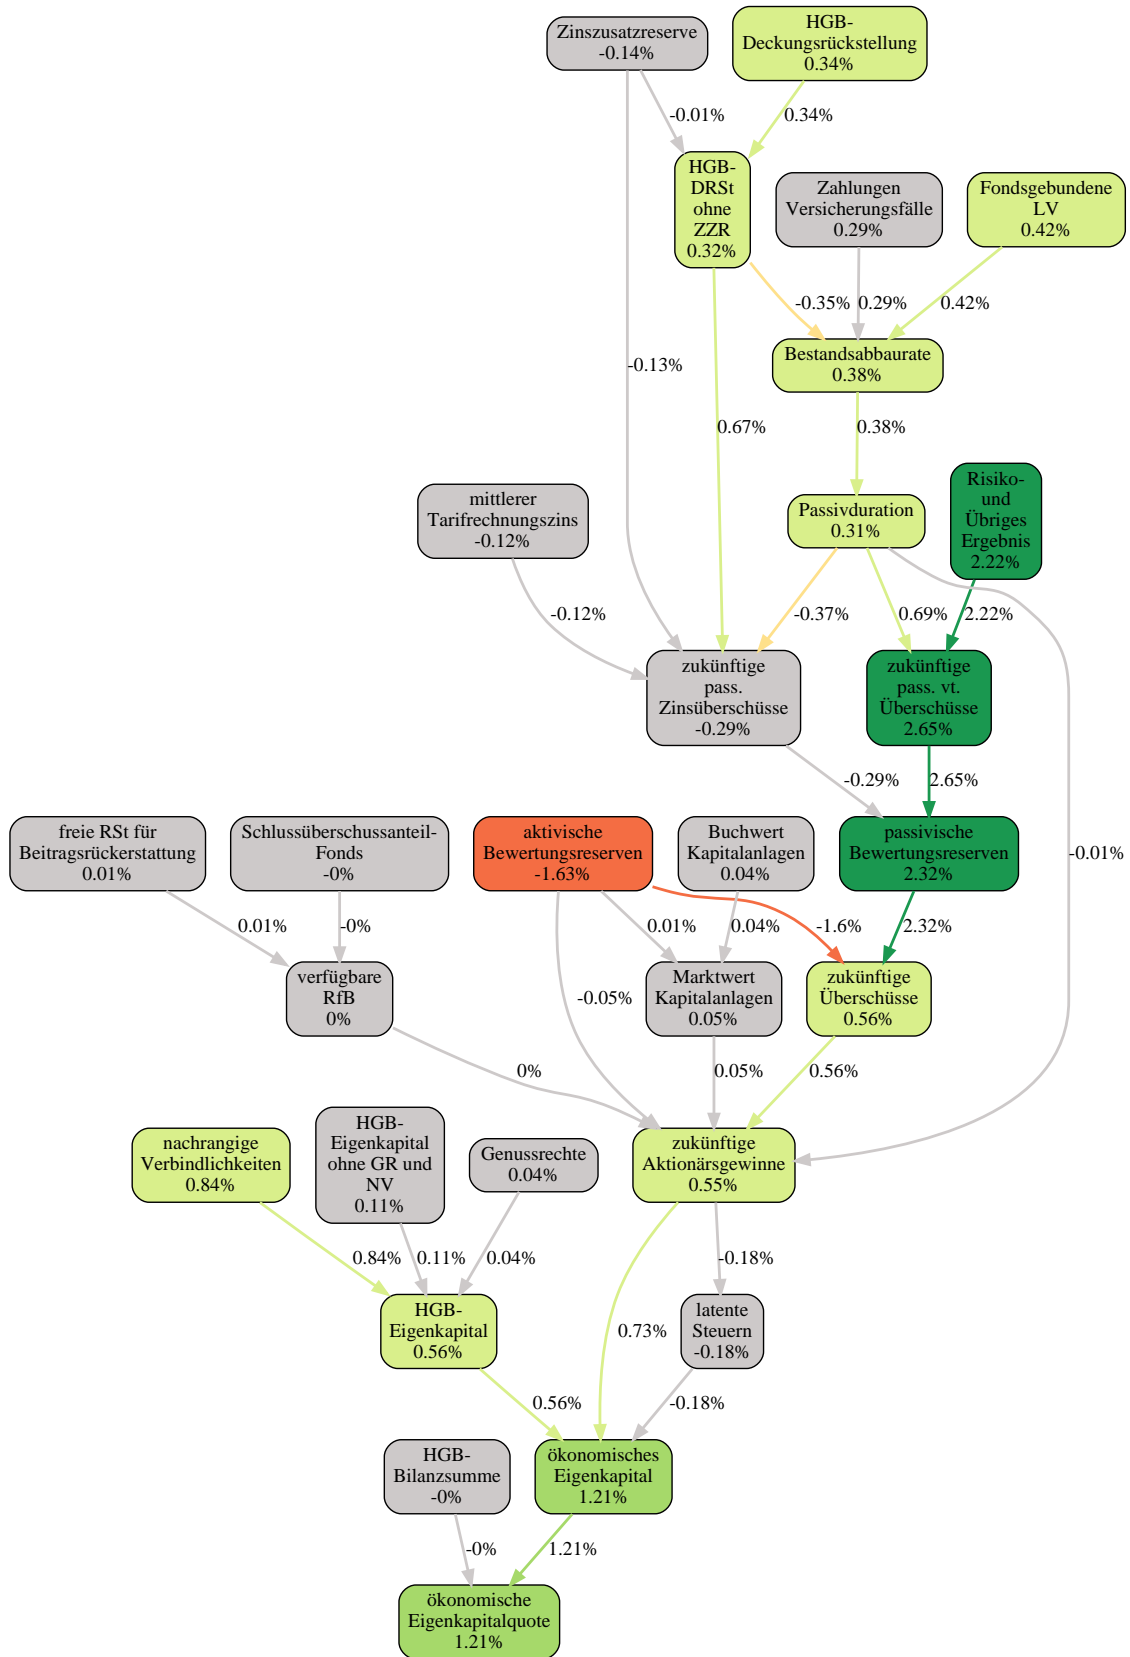 Zinszusatzreserve
-0.14%
HGB-
Deckungsrückstellung
0.34%
-0.01%
0.34%
HGB-
DRSt
ohne
ZZR
0.32%
Zahlungen
Versicherungsfälle
0.29%
Fondsgebundene
LV
0.42%
-0.35%
0.29%
0.42%
Bestandsabbaurate
0.38%
-0.13%
0.67%
0.38%
mittlerer
Tarifrechnungszins
-0.12%
Passivduration
0.31%
Risiko-
und
Übriges
Ergebnis
2.22%
-0.12%
-0.37%
0.69%
2.22%
zukünftige
pass.
Zinsüberschüsse
-0.29%
zukünftige
pass. vt.
Überschüsse
2.65%
-0.29%
2.65%
freie RSt für
Beitragsrückerstattung
0.01%
Schlussüberschussanteil-
Fonds
-0%
aktivische
Bewertungsreserven
-1.63%
Buchwert
Kapitalanlagen
0.04%
passivische
Bewertungsreserven
2.32%
-0.01%
0.01%
-0%
0.01%
0.04%
-1.6%
2.32%
verfügbare
RfB
0%
-0.05%
Marktwert
Kapitalanlagen
0.05%
zukünftige
Überschüsse
0.56%
0%
0.05%
0.56%
nachrangige
Verbindlichkeiten
0.84%
HGB-
Eigenkapital
ohne GR und
NV
0.11%
Genussrechte
0.04%
zukünftige
Aktionärsgewinne
0.55%
0.84%
0.11%
0.04%
-0.18%
HGB-
Eigenkapital
0.56%
0.73%
latente
Steuern
-0.18%
0.56%
-0.18%
HGB-
Bilanzsumme
-0%
ökonomisches
Eigenkapital
1.21%
-0%
1.21%
ökonomische
Eigenkapitalquote
1.21%